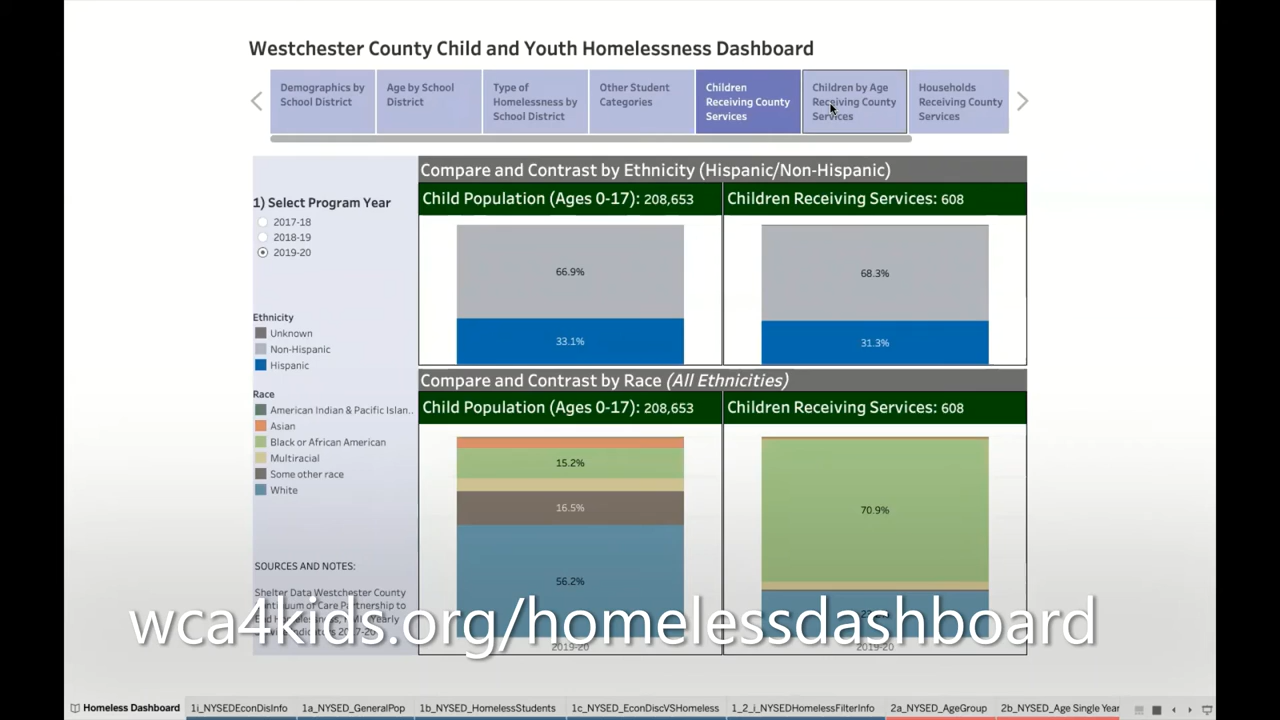 Westchester County Child and Youth Homelessness Dashboard
Demographics by
School District
Age by School
District
Type of
Homelessness by
School District
Other Student
Categories
Children
Receiving County
Services
Children by Age
Receiving County
Services
Households
Receiving County
Services
1) Select Program Year
2017-18
2018-19
2019-20
Ethnicity
Unknown
Non-Hispanic
Hispanic
Race
American Indian & Pacific Islan..
Asian
Black or African American
Multiracial
Some other race
White
SOURCES AND NOTES:
Shelter Data Westchester County
Continuum of Care Partnership to
Compare and Contrast by Ethnicity (Hispanic/Non-Hispanic)
Child Population (Ages 0-17): 208,653
Children Receiving Services: 608
66.9%
68.3%
33.1%
31.3%
Compare and Contrast by Race (All Ethnicities)
Child Population (Ages 0-17): 208,653
Children Receiving Services: 608
15.2%
16.5%
56.2%
70.9%
2019-20
2019-20
wca4kids.org/homelessdashboard
Homeless Dashboard
1i_NYSEDEconDisInfo
1a_NYSED_GeneralPop
1b_NYSED_HomelessStudents
1c_NYSED_EconDiscVSHomeless
1_2_i_NYSEDHomelessFilterInfo
2a_NYSED_AgeGroup
2b_NYSED_Age Single Year